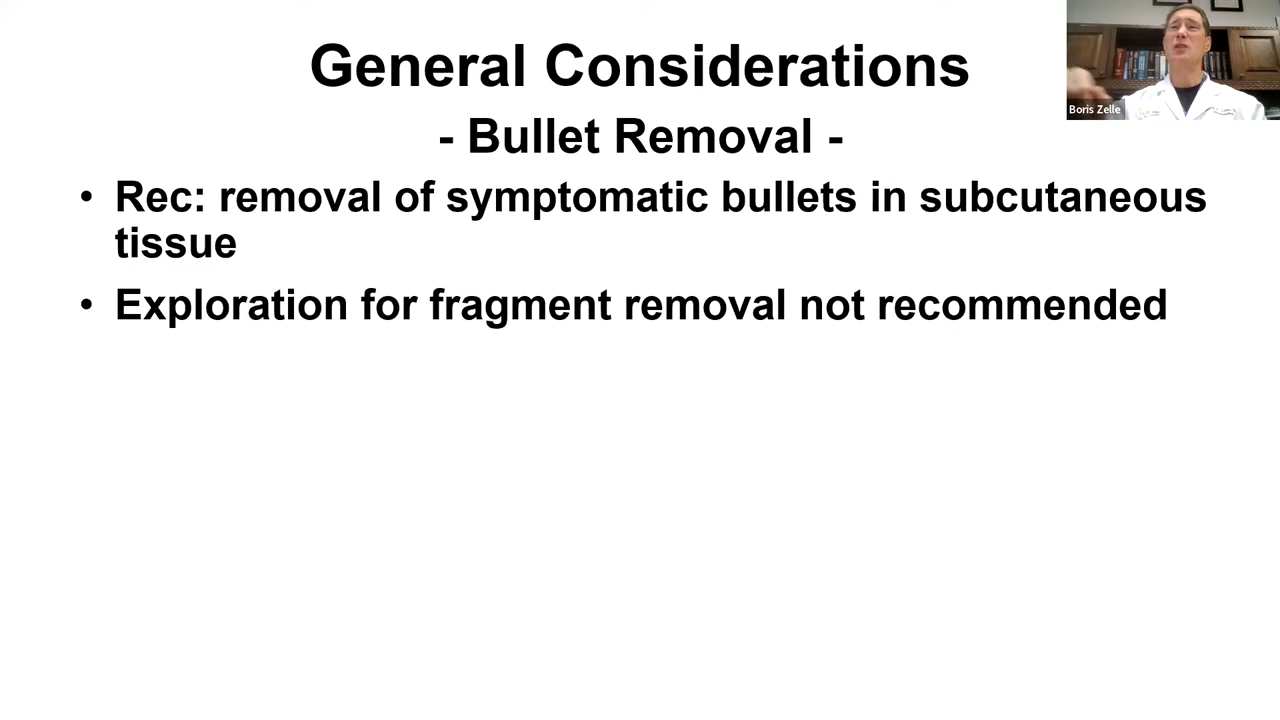 General Considerations
- Bullet Removal -
• Rec: removal of symptomatic bullets in subcutaneous
tissue
• Exploration for fragment removal not recommended
Boris Zelle